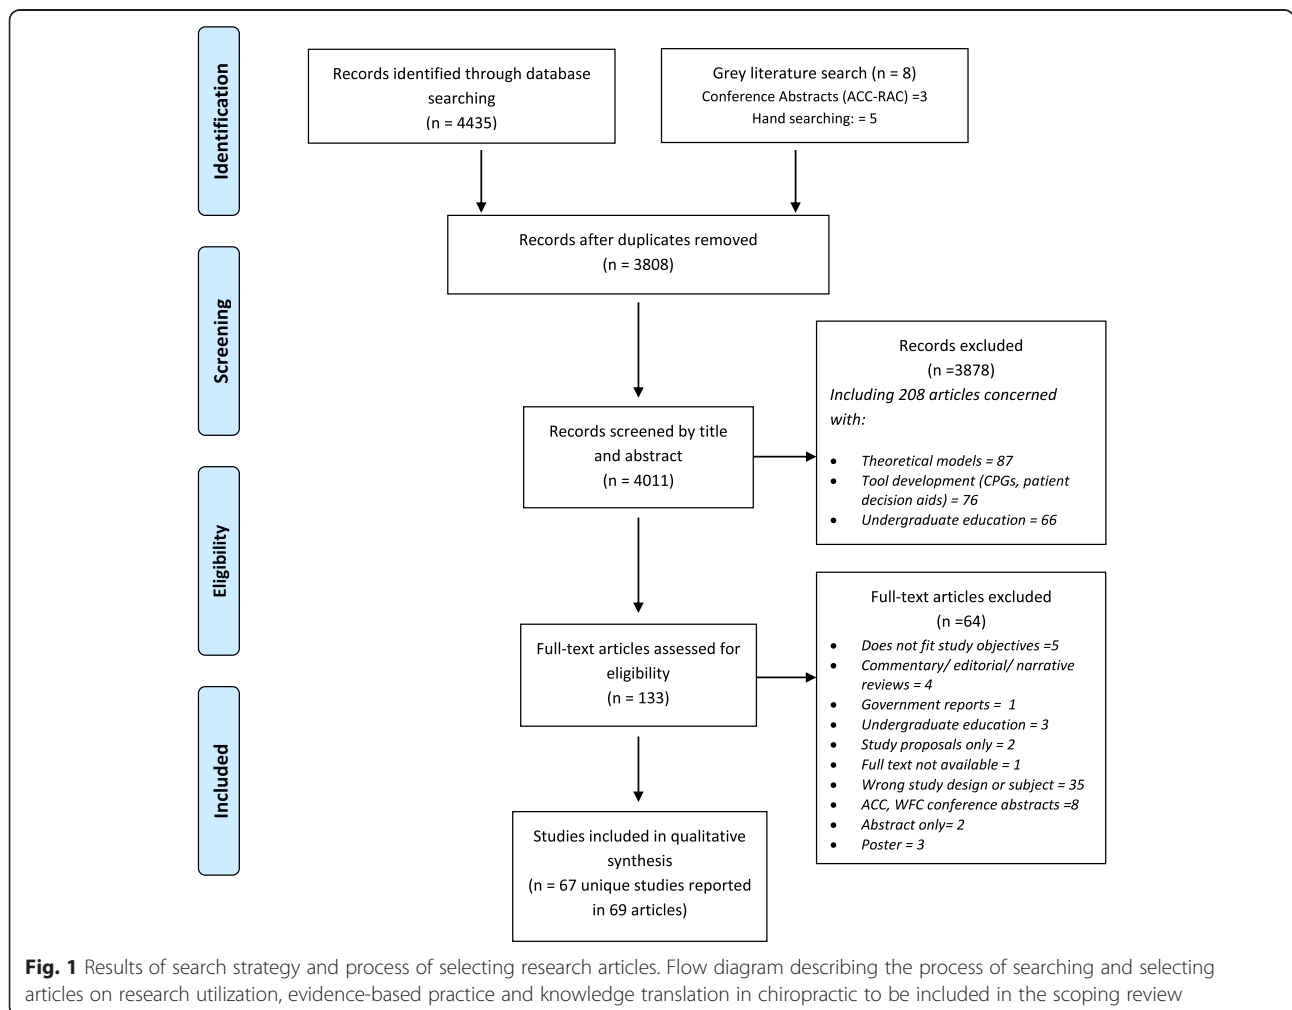 Identification
Records identified through database
searching
(n = 4435)
Grey literature search (n = 8)
Conference Abstracts (ACC-RAC) =3
Hand searching: = 5
Records after duplicates removed
(n = 3808)
Screening
Records screened by title
and abstract
(n = 4011)
Records excluded
(n =3878)
Including 208 articles concerned
with:
• Theoretical models = 87
• Tool development (CPGs, patient
decision aids) = 76
• Undergraduate education = 66
Eligibility
Full-text articles assessed for
eligibility
(n = 133)
Full-text articles excluded
(n =64)
• Does not fit study objectives =5
• Commentary/ editorial/ narrative
reviews = 4
• Government reports = 1
• Undergraduate education = 3
• Study proposals only = 2
• Full text not available = 1
• Wrong study design or subject = 35
• ACC, WFC conference abstracts =8
• Abstract only= 2
• Poster = 3
Included
Studies included in qualitative
synthesis
(n = 67 unique studies reported
in 69 articles)
Fig. 1 Results of search strategy and process of selecting research articles. Flow diagram describing the process of searching and selecting
articles on research utilization, evidence-based practice and knowledge translation in chiropractic to be included in the scoping review